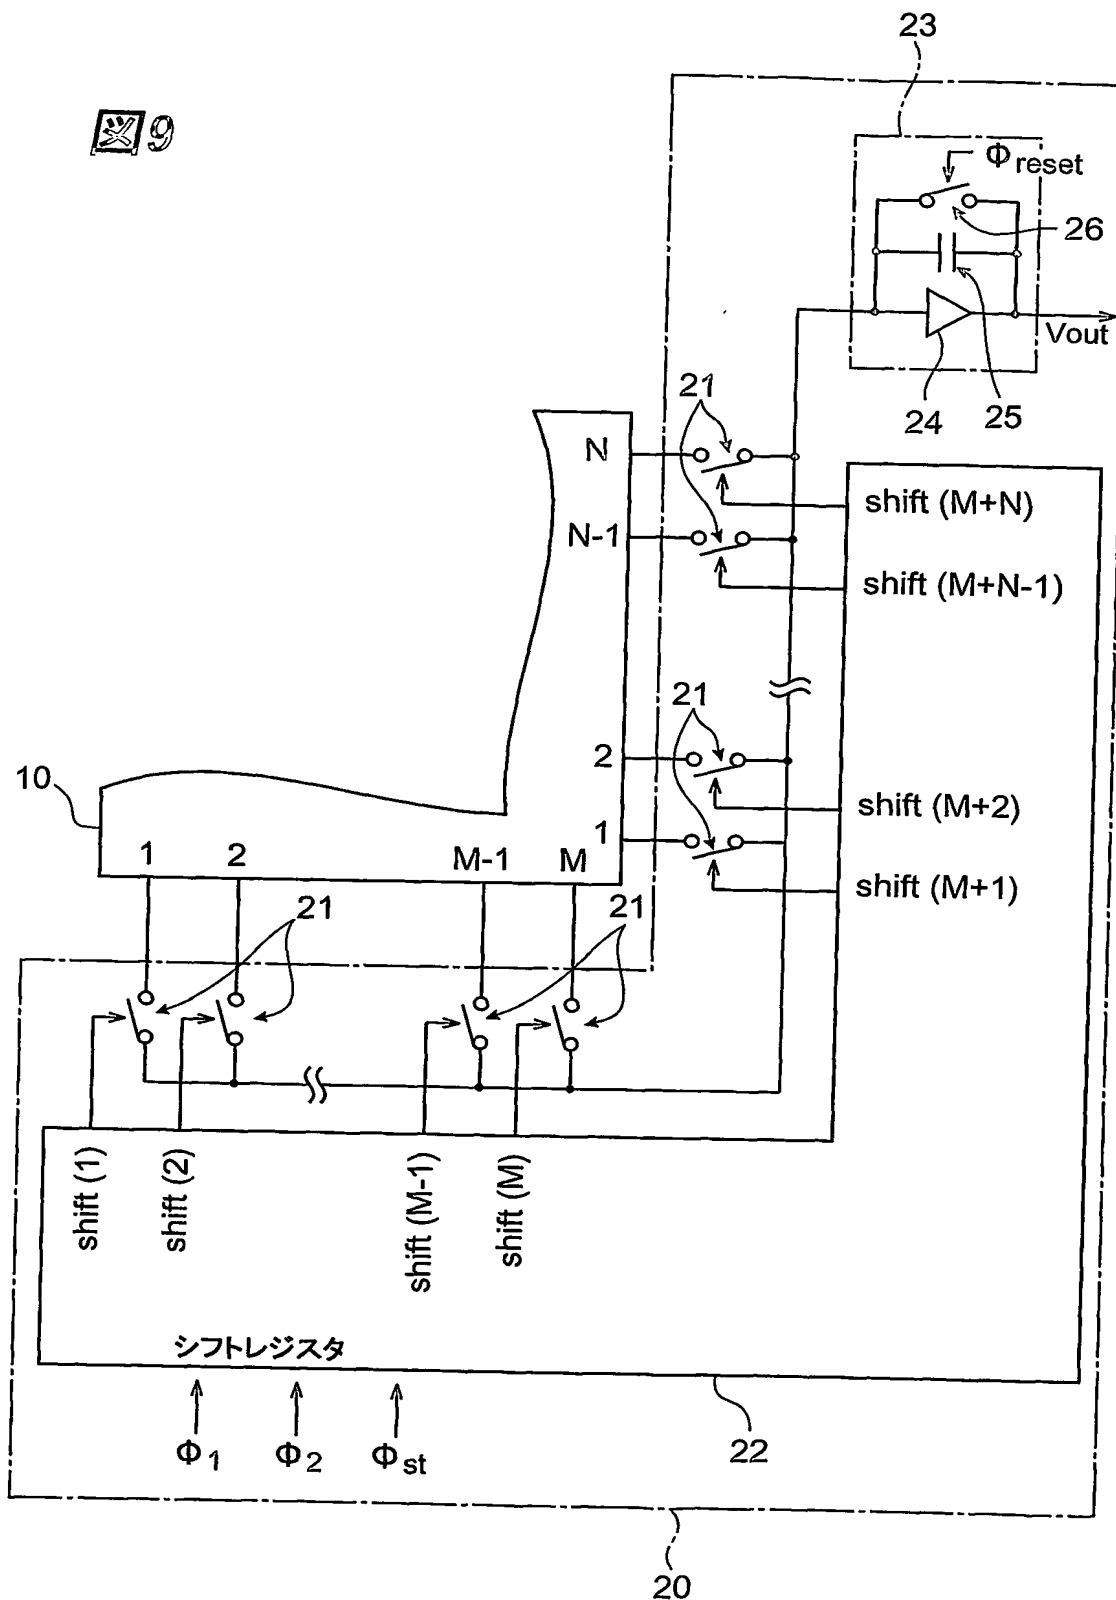 図9
23
Φreset
26
Vout
24
25
21
N
shift (M+N)
N-1
shift (M+N-1)
21
2
shift (M+2)
10
1
shift (M+1)
1
2
M-1
M
21
21
shift (1)
shift (2)
shift (M-1)
shift (M)
シフトレジスタ
Φ1
Φ2
Φst
22
20